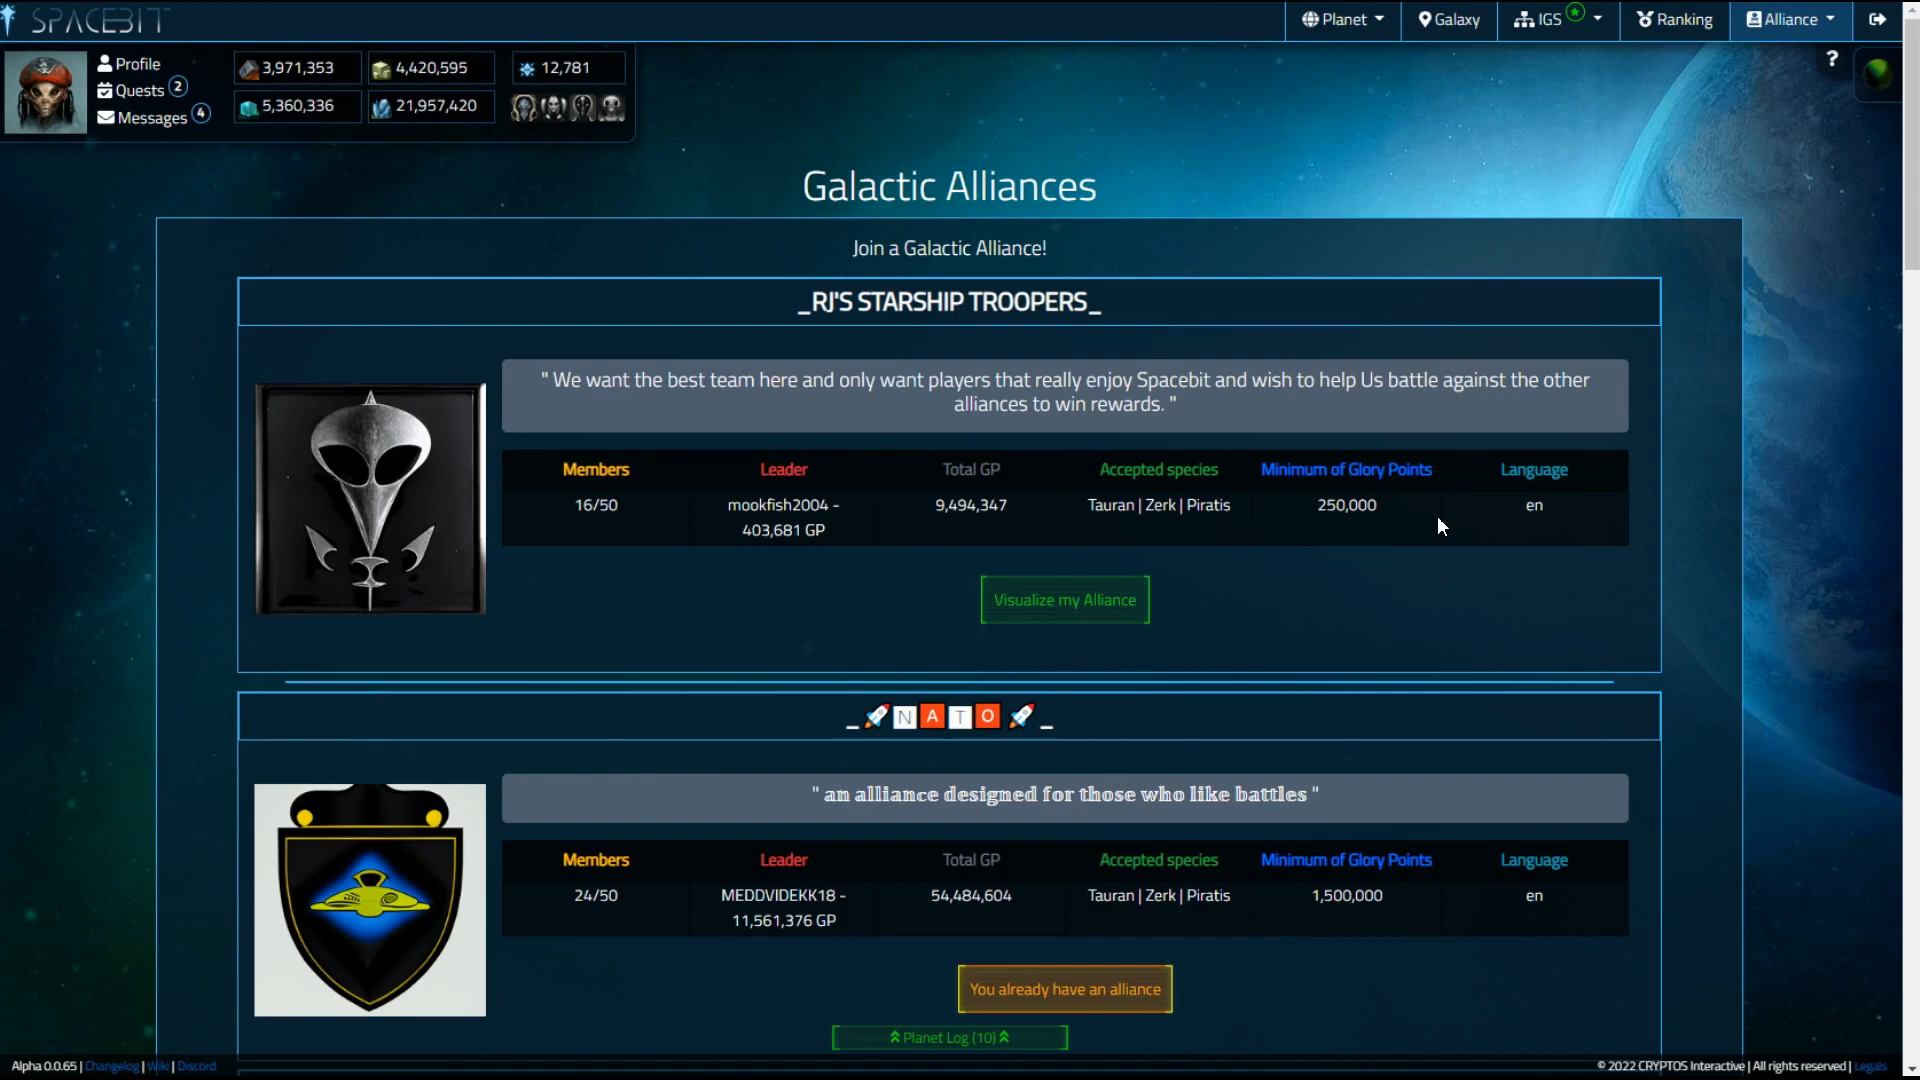 SPACEBIT
Planet
Galaxy
IGS
Ranking
Alliance
Profile
Quests 2
Messages 4
3,971,353
4,420,595
12,781
5,360,336
21,957,420
?
Galactic Alliances
Join a Galactic Alliance!
_RJ'S STARSHIP TROOPERS_
" We want the best team here and only want players that really enjoy Spacebit and wish to help Us battle against the other
alliances to win rewards. "
Members Leader Total GP Accepted species Minimum of Glory Points Language
16/50 mookfish2004 - 9,494,347 Tauran | Zerk | Piratis 250,000 en
403,681 GP
Visualize my Alliance
_🚀 N A T O 🚀_
" 𝕒𝕟 𝕒𝕝𝕝𝕚𝕒𝕟𝕔𝕖 𝕕𝕖𝕤𝕚𝕘𝕟𝕖𝕕 𝕗𝕠𝕣 𝕥𝕙𝕠𝕤𝕖 𝕨𝕙𝕠 𝕝𝕚𝕜𝕖 𝕓𝕒𝕥𝕥𝕝𝕖𝕤 "
Members Leader Total GP Accepted species Minimum of Glory Points Language
24/50 MEDDVIDEKK18 - 54,484,604 Tauran | Zerk | Piratis 1,500,000 en
11,561,376 GP
You already have an alliance
Planet Log (10)
Alpha 0.0.65 | Changelog | Wiki | Discord
© 2022 CRYPTOS Interactive | All rights reserved | Legals